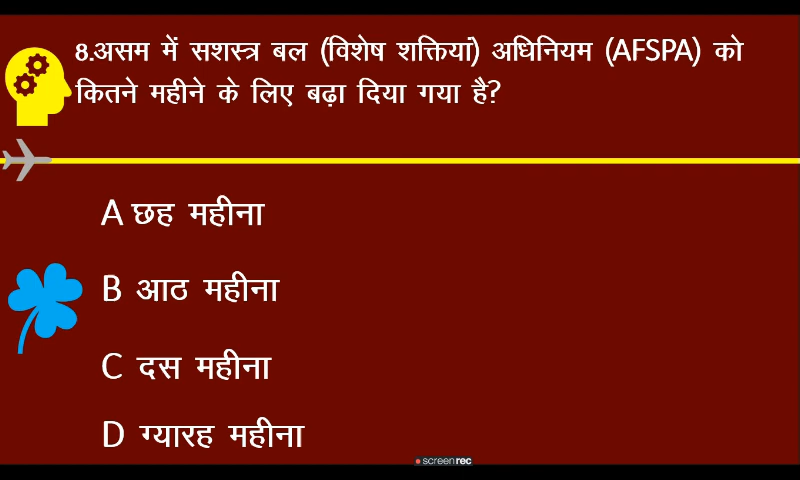 8.असम में सशस्त्र बल (विशेष शक्तियां) अधिनियम (AFSPA) को
कितने महीने के लिए बढ़ा दिया गया है?
A छह महीना
B आठ महीना
C दस महीना
D ग्यारह महीना
screenrec